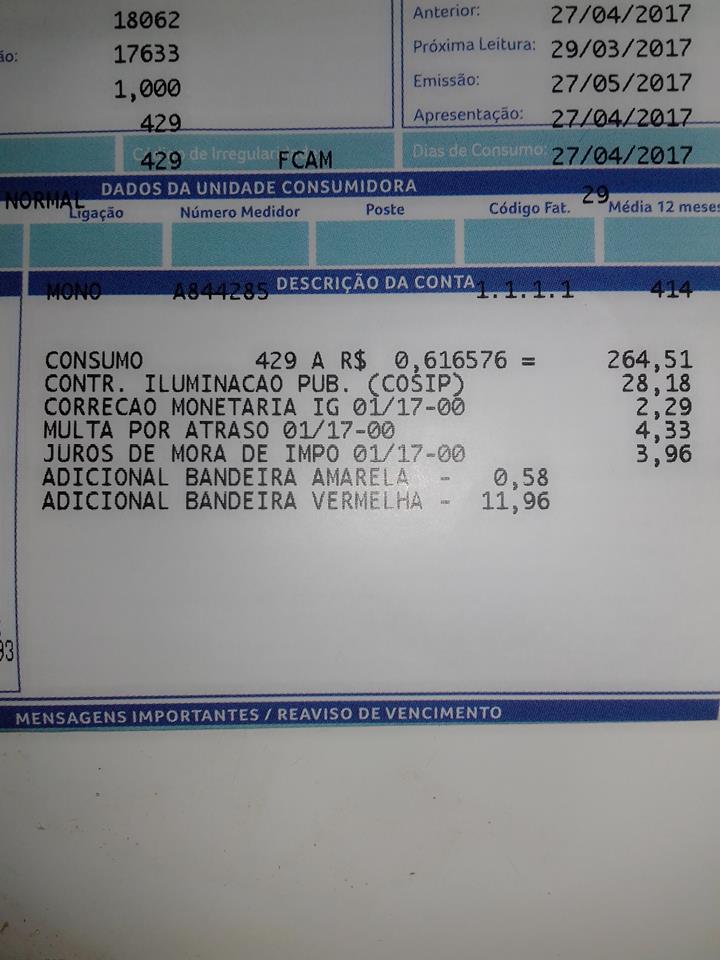 18062
17633
1,000
429
429 FCAM
ão:
Anterior: 27/04/2017
Próxima Leitura: 29/03/2017
Emissão: 27/05/2017
Apresentação: 27/04/2017
Dias de Consumo: 27/04/2017
DADOS DA UNIDADE CONSUMIDORA
NORMAL 29
Ligação Número Medidor Poste Código Fat. Média 12 meses
DESCRIÇÃO DA CONTA
MONO A844285 1.1.1.1 414
CONSUMO 429 A R$ 0,616576 = 264,51
CONTR. ILUMINACAO PUB. (COSIP) 28,18
CORRECAO MONETARIA IG 01/17-00 2,29
MULTA POR ATRASO 01/17-00 4,33
JUROS DE MORA DE IMPO 01/17-00 3,96
ADICIONAL BANDEIRA AMARELA - 0,58
ADICIONAL BANDEIRA VERMELHA - 11,96
93
MENSAGENS IMPORTANTES / REAVISO DE VENCIMENTO